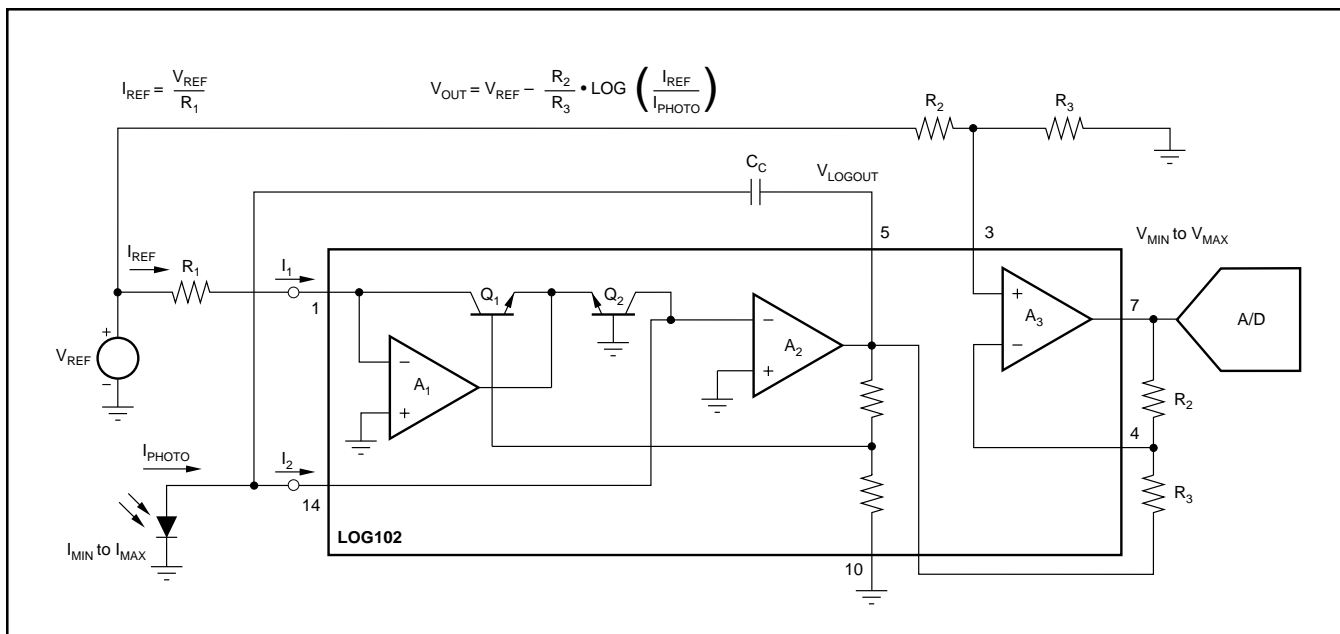 I_REF = V_REF / R_1
V_OUT = V_REF – R_2 / R_3 • LOG ( I_REF / I_PHOTO )
R_2
R_3
C_C
V_LOGOUT
5
3
V_MIN to V_MAX
I_REF
R_1
I_1
1
Q_1
Q_2
–
A_2
+
+
A_3
–
7
A/D
+
V_REF
–
–
A_1
+
R_2
4
I_PHOTO
I_2
14
R_3
I_MIN to I_MAX
LOG102
10